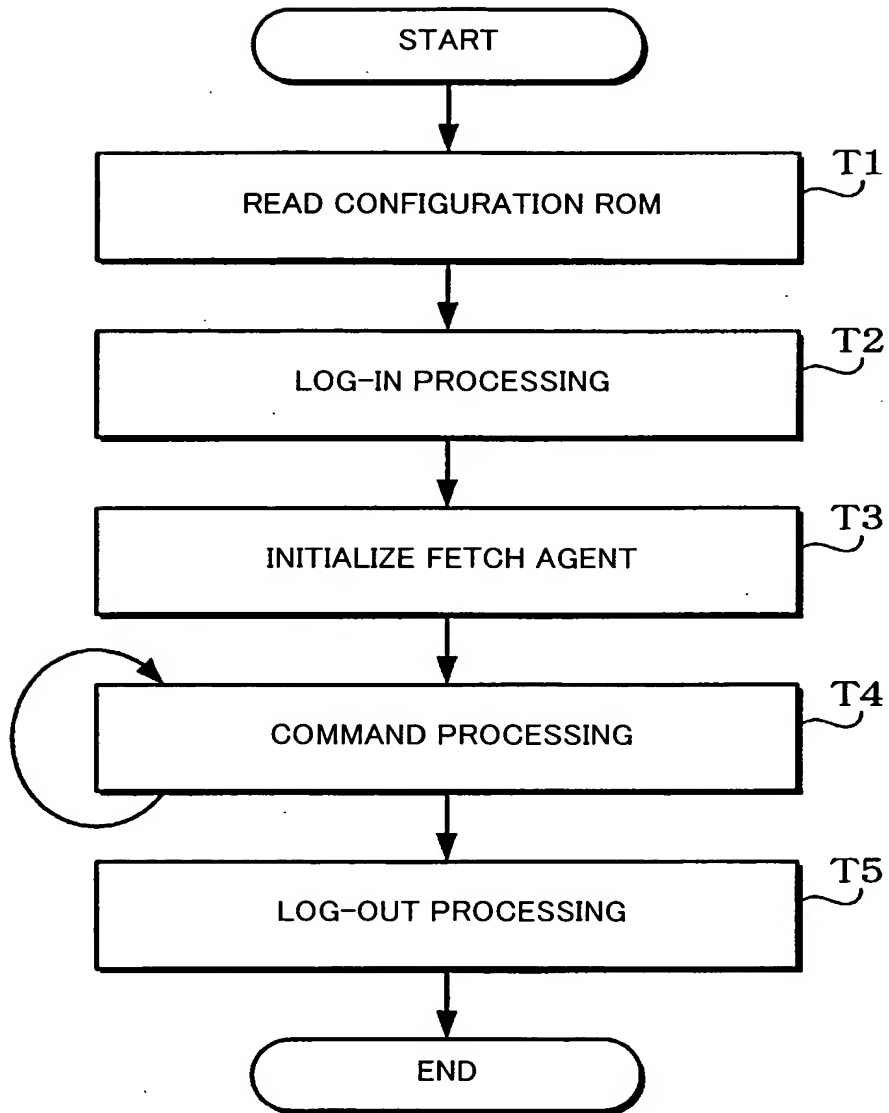 START
READ CONFIGURATION ROM
T1
LOG-IN PROCESSING
T2
INITIALIZE FETCH AGENT
T3
COMMAND PROCESSING
T4
LOG-OUT PROCESSING
T5
END